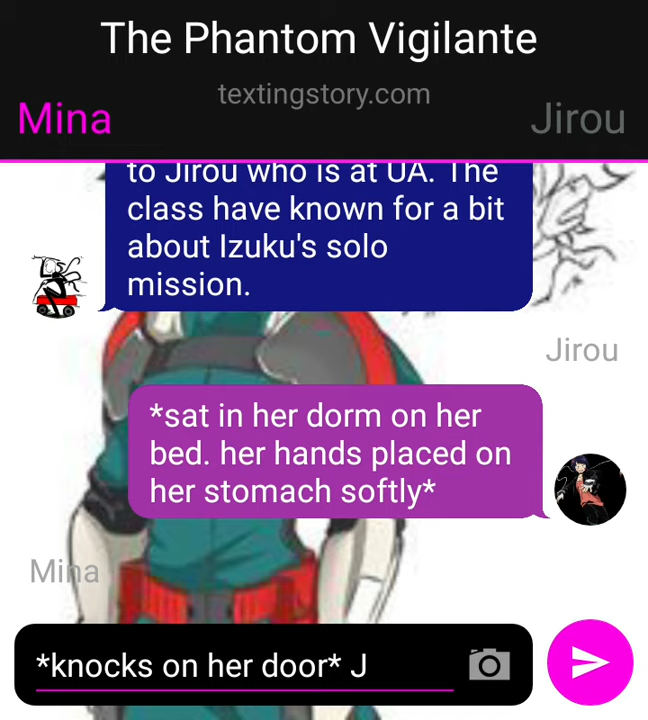 The Phantom Vigilante
textingstory.com
Mina
Jirou
to Jirou who is at UA. The
class have known for a bit
about Izuku's solo
mission.
Jirou
*sat in her dorm on her
bed. her hands placed on
her stomach softly*
Mina
*knocks on her door* J